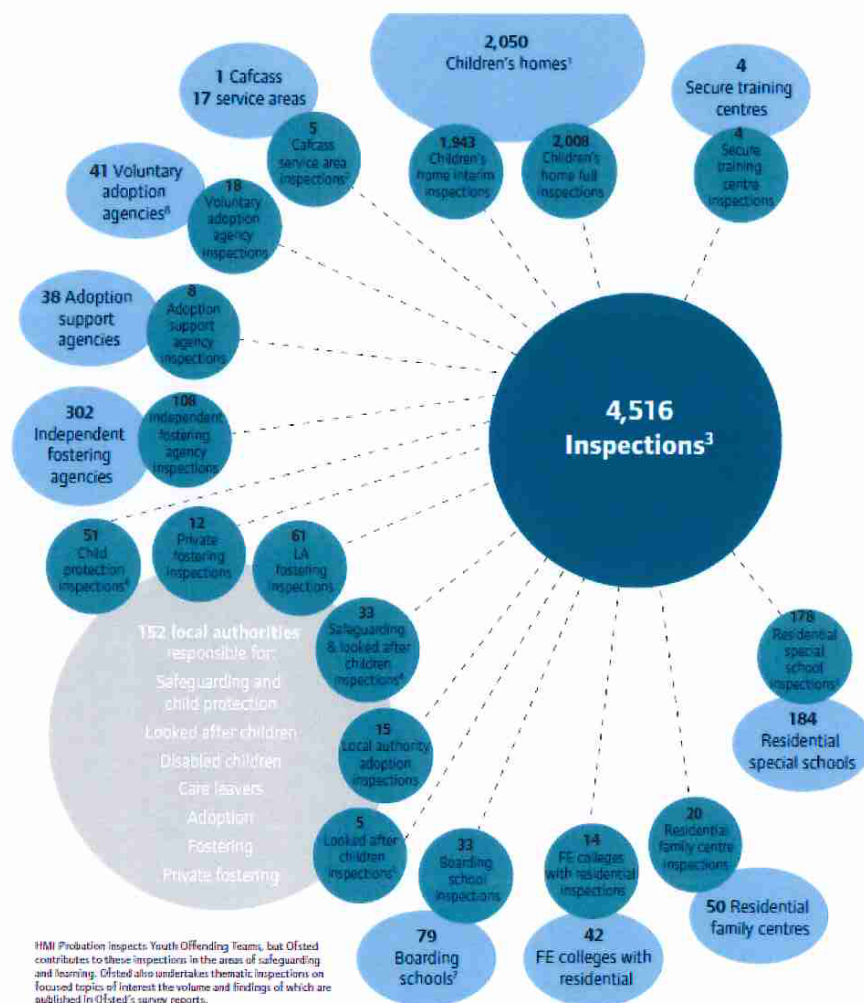 2,050
Children's homes¹
1 Cafcass
17 service areas
4
Secure training
centres
5
Cafcass
service area
inspections²
1,943
Children's
home interim
inspections
2,008
Children's
home full
inspections
4
Secure
training
centre
inspections
41 Voluntary
adoption
agencies⁸
18
Voluntary
adoption
agency
inspections
38 Adoption
support
agencies
8
Adoption
support
agency
inspections
302
Independent
fostering
agencies
108
Independent
fostering
agency
inspections
4,516
Inspections³
51
Child
protection
inspections⁴
12
Private
fostering
inspections
61
LA
fostering
inspections
152 local authorities
responsible for:
Safeguarding and
child protection
Looked after children
Disabled children
Care leavers
Adoption
Fostering
Private fostering
33
Safeguarding
& looked after
children
inspections⁴
15
Local authority
adoption
inspections
5
Looked after
children
inspections⁵
178
Residential
special
school
inspections
184
Residential
special schools
33
Boarding
school
inspections
79
Boarding
schools⁷
14
FE colleges
with residential
inspections
42
FE colleges with
residential
20
Residential
family centre
inspections
50 Residential
family centres
HMI Probation inspects Youth Offending Teams, but Ofsted
contributes to these inspections in the areas of safeguarding
and learning. Ofsted also undertakes thematic inspections on
focused topics of interest the volume and findings of which are
published in Ofsted's survey reports.